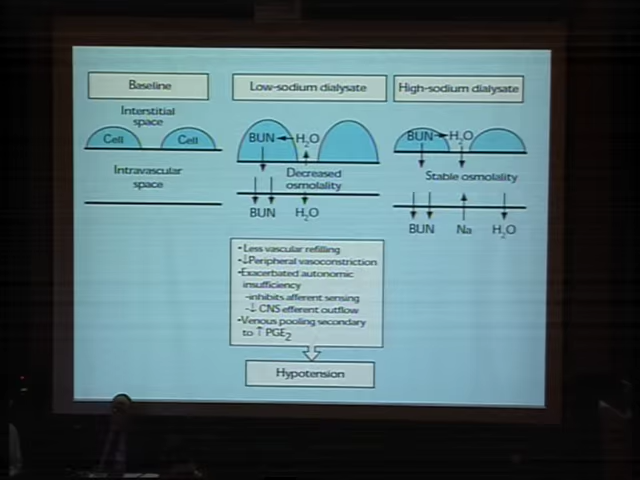 Baseline
Interstitial
space
Cell
Cell
Intravascular
space
Low-sodium dialysate
BUN
H₂O
Decreased
osmolality
BUN
H₂O
High-sodium dialysate
BUN
H₂O
Stable osmolality
BUN
Na
H₂O
•Less vascular refilling
•↓Peripheral vasoconstriction
•Exacerbated autonomic
insufficiency
–inhibits afferent sensing
–↓ CNS efferent outflow
•Venous pooling secondary
to ↑ PGE₂
Hypotension